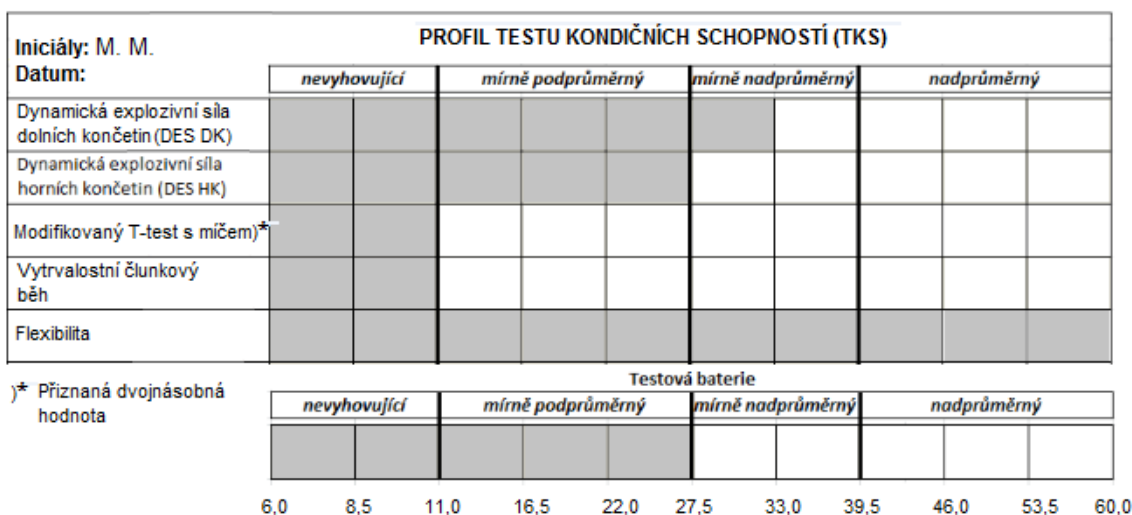 PROFIL TESTU KONDIČNÍCH SCHOPNOSTÍ (TKS)
Iniciály: M. M.
Datum:
nevyhovující mírně podprůměrný mírně nadprůměrný nadprůměrný
Dynamická explozivní síla
dolních končetin (DES DK)
Dynamická explozivní síla
horních končetin (DES HK)
Modifikovaný T-test s míčem)*
Vytrvalostní člunkový
běh
Flexibilita
)* Přiznaná dvojnásobná
hodnota
Testová baterie
nevyhovující mírně podprůměrný mírně nadprůměrný nadprůměrný
6,0 8,5 11,0 16,5 22,0 27,5 33,0 39,5 46,0 53,5 60,0